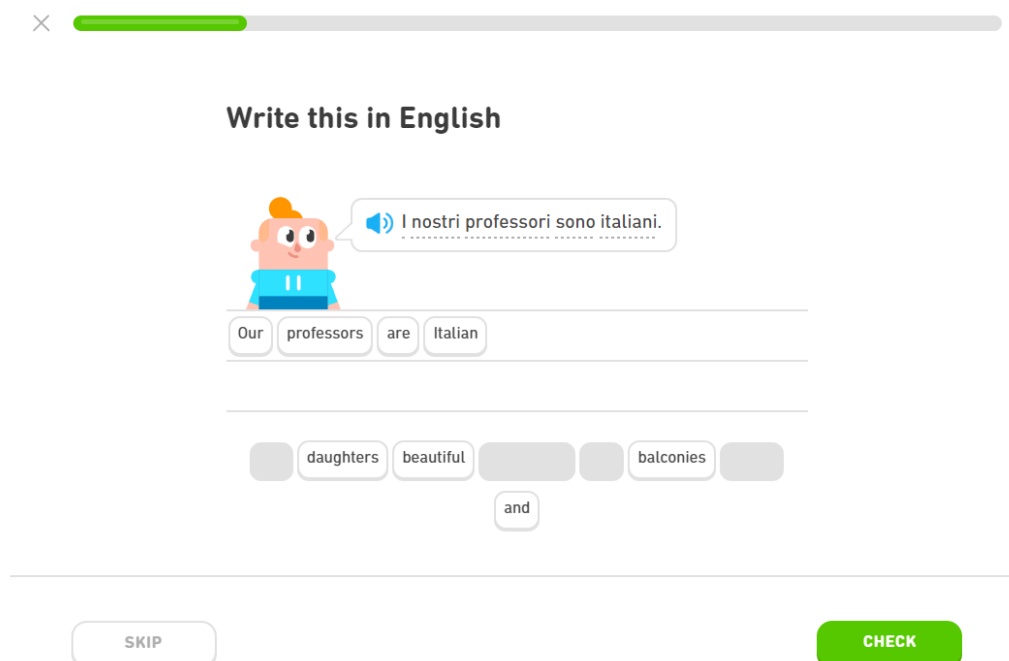 Write this in English
I nostri professori sono italiani.
Our professors are Italian
daughters beautiful balconies
and
SKIP CHECK